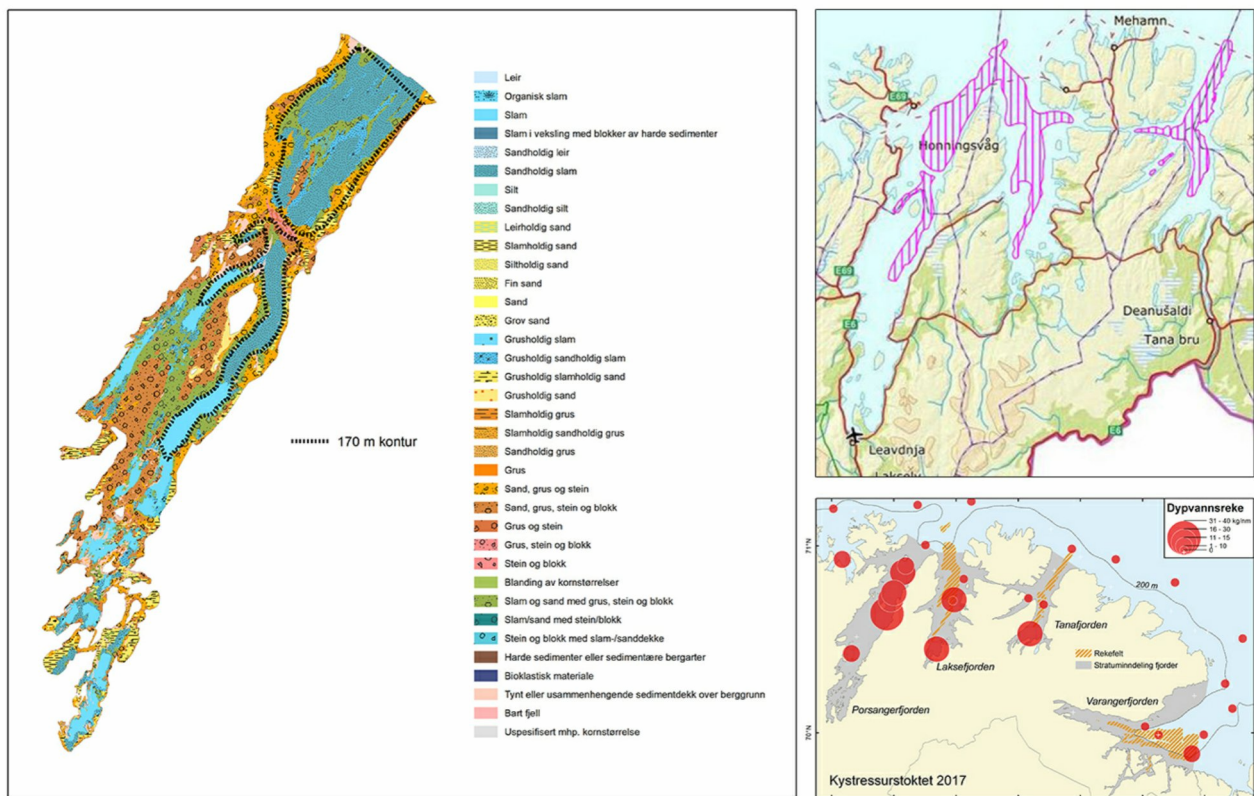 Leir
Organisk slam
Slam
Slam i veksling med blokker av harde sedimenter
Sandholdig leir
Sandholdig slam
Silt
Sandholdig silt
Leirholdig sand
Slamholdig sand
Siltholdig sand
Fin sand
Sand
Grov sand
Grusholdig slam
Grusholdig sandholdig slam
Grusholdig slamholdig sand
Grusholdig sand
Slamholdig grus
Slamholdig sandholdig grus
Sandholdig grus
Grus
Sand, grus og stein
Sand, grus, stein og blokk
Grus og stein
Grus, stein og blokk
Stein og blokk
Blanding av kornstørrelser
Slam og sand med grus, stein og blokk
Slam/sand med stein/blokk
Stein og blokk med slam-/sanddekke
Harde sedimenter eller sedimentære bergarter
Bioklastisk materiale
Tynt eller usammenhengende sedimentdekk over berggrunn
Bart fjell
Uspesifisert mhp. kornstørrelse
170 m kontur
Mehamn
E69
Honningsvåg
E69
E6
Deanušaldi
Tana bru
E6
Leavdnja
Lakselv
Dypvannsreke
31 - 40 kg/nm
16 - 30
11 - 15
1 - 10
0
71°N
200 m
Tanafjorden
Laksefjorden
Rekefelt
Stratuminndeling fjorder
Porsangerfjorden
Varangerfjorden
70°N
Kystressurstoktet 2017